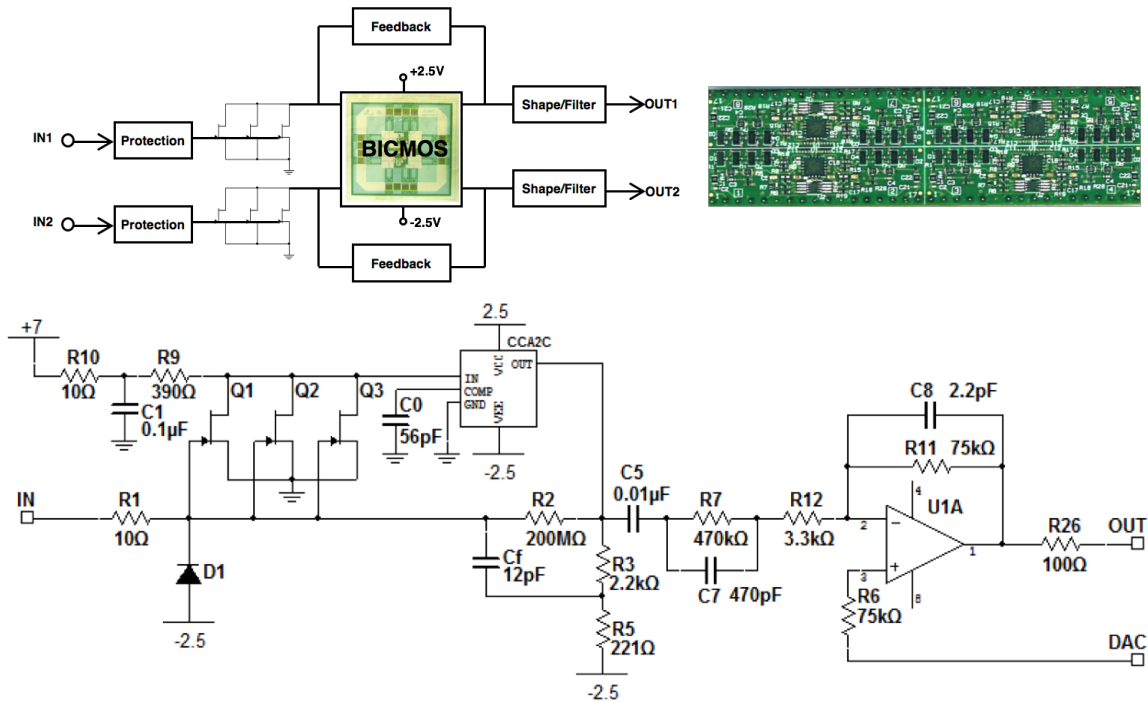 Feedback
+2.5V
IN1
Protection
BICMOS
Shape/Filter
OUT1
IN2
Protection
Shape/Filter
OUT2
-2.5V
Feedback
+7
R10
10Ω
R9
390Ω
C1
0.1µF
Q1
Q2
Q3
2.5
CCA2C
VCC
OUT
IN
COMP
GND
VEE
C0
56pF
-2.5
IN
R1
10Ω
D1
-2.5
R2
200MΩ
Cf
12pF
R3
2.2kΩ
R5
221Ω
-2.5
C5
0.01µF
R7
470kΩ
C7 470pF
R12
3.3kΩ
C8 2.2pF
R11 75kΩ
4
U1A
2
3
1
8
R6
75kΩ
R26
100Ω
OUT
DAC